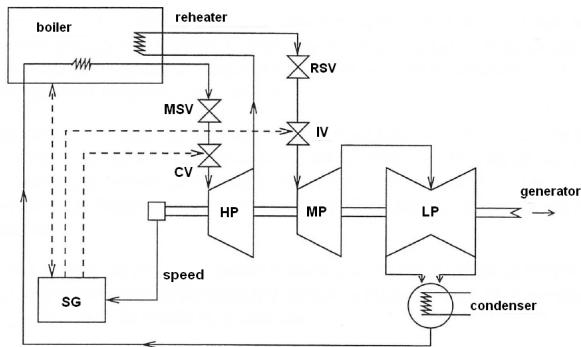 reheater
boiler
RSV
MSV
IV
CV
generator
HP
MP
LP
speed
SG
condenser